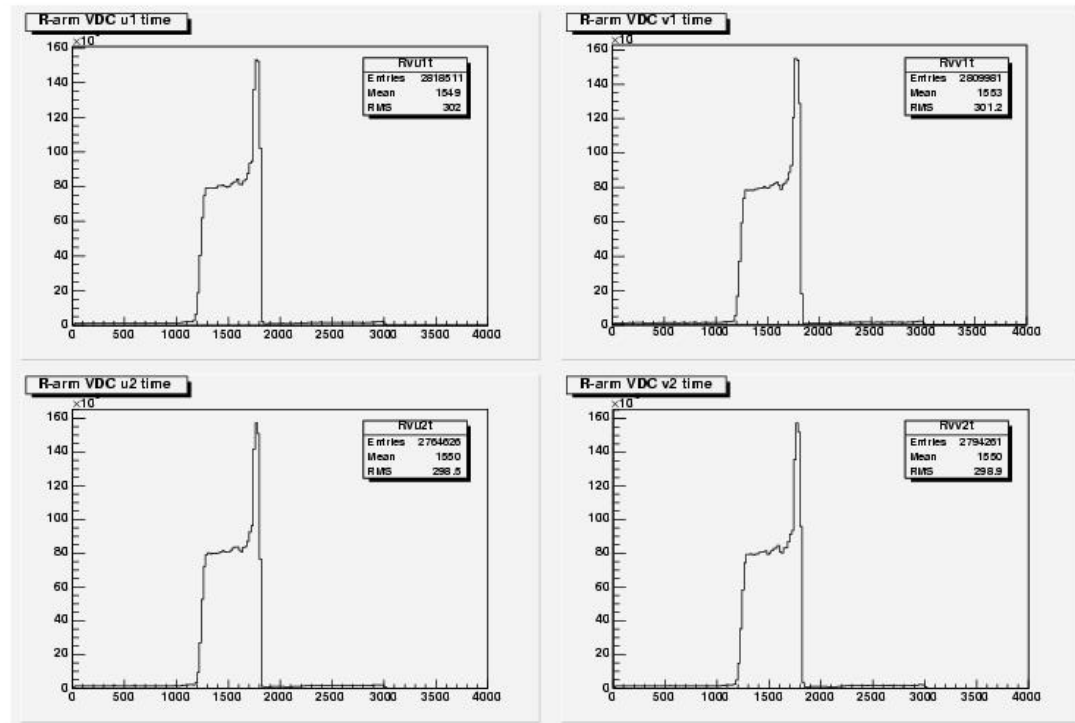 R-arm VDC u1 time
×10
Rvu1t
Entries 2818511
Mean 1549
RMS 302
160
140
120
100
80
60
40
20
0
0 500 1000 1500 2000 2500 3000 3500 4000
R-arm VDC v1 time
×10
Rvv1t
Entries 2809981
Mean 1553
RMS 301.2
160
140
120
100
80
60
40
20
0
0 500 1000 1500 2000 2500 3000 3500 4000
R-arm VDC u2 time
×10
Rvu2t
Entries 2764626
Mean 1550
RMS 298.5
160
140
120
100
80
60
40
20
0
0 500 1000 1500 2000 2500 3000 3500 4000
R-arm VDC v2 time
×10
Rvv2t
Entries 2794261
Mean 1550
RMS 298.9
160
140
120
100
80
60
40
20
0
0 500 1000 1500 2000 2500 3000 3500 4000